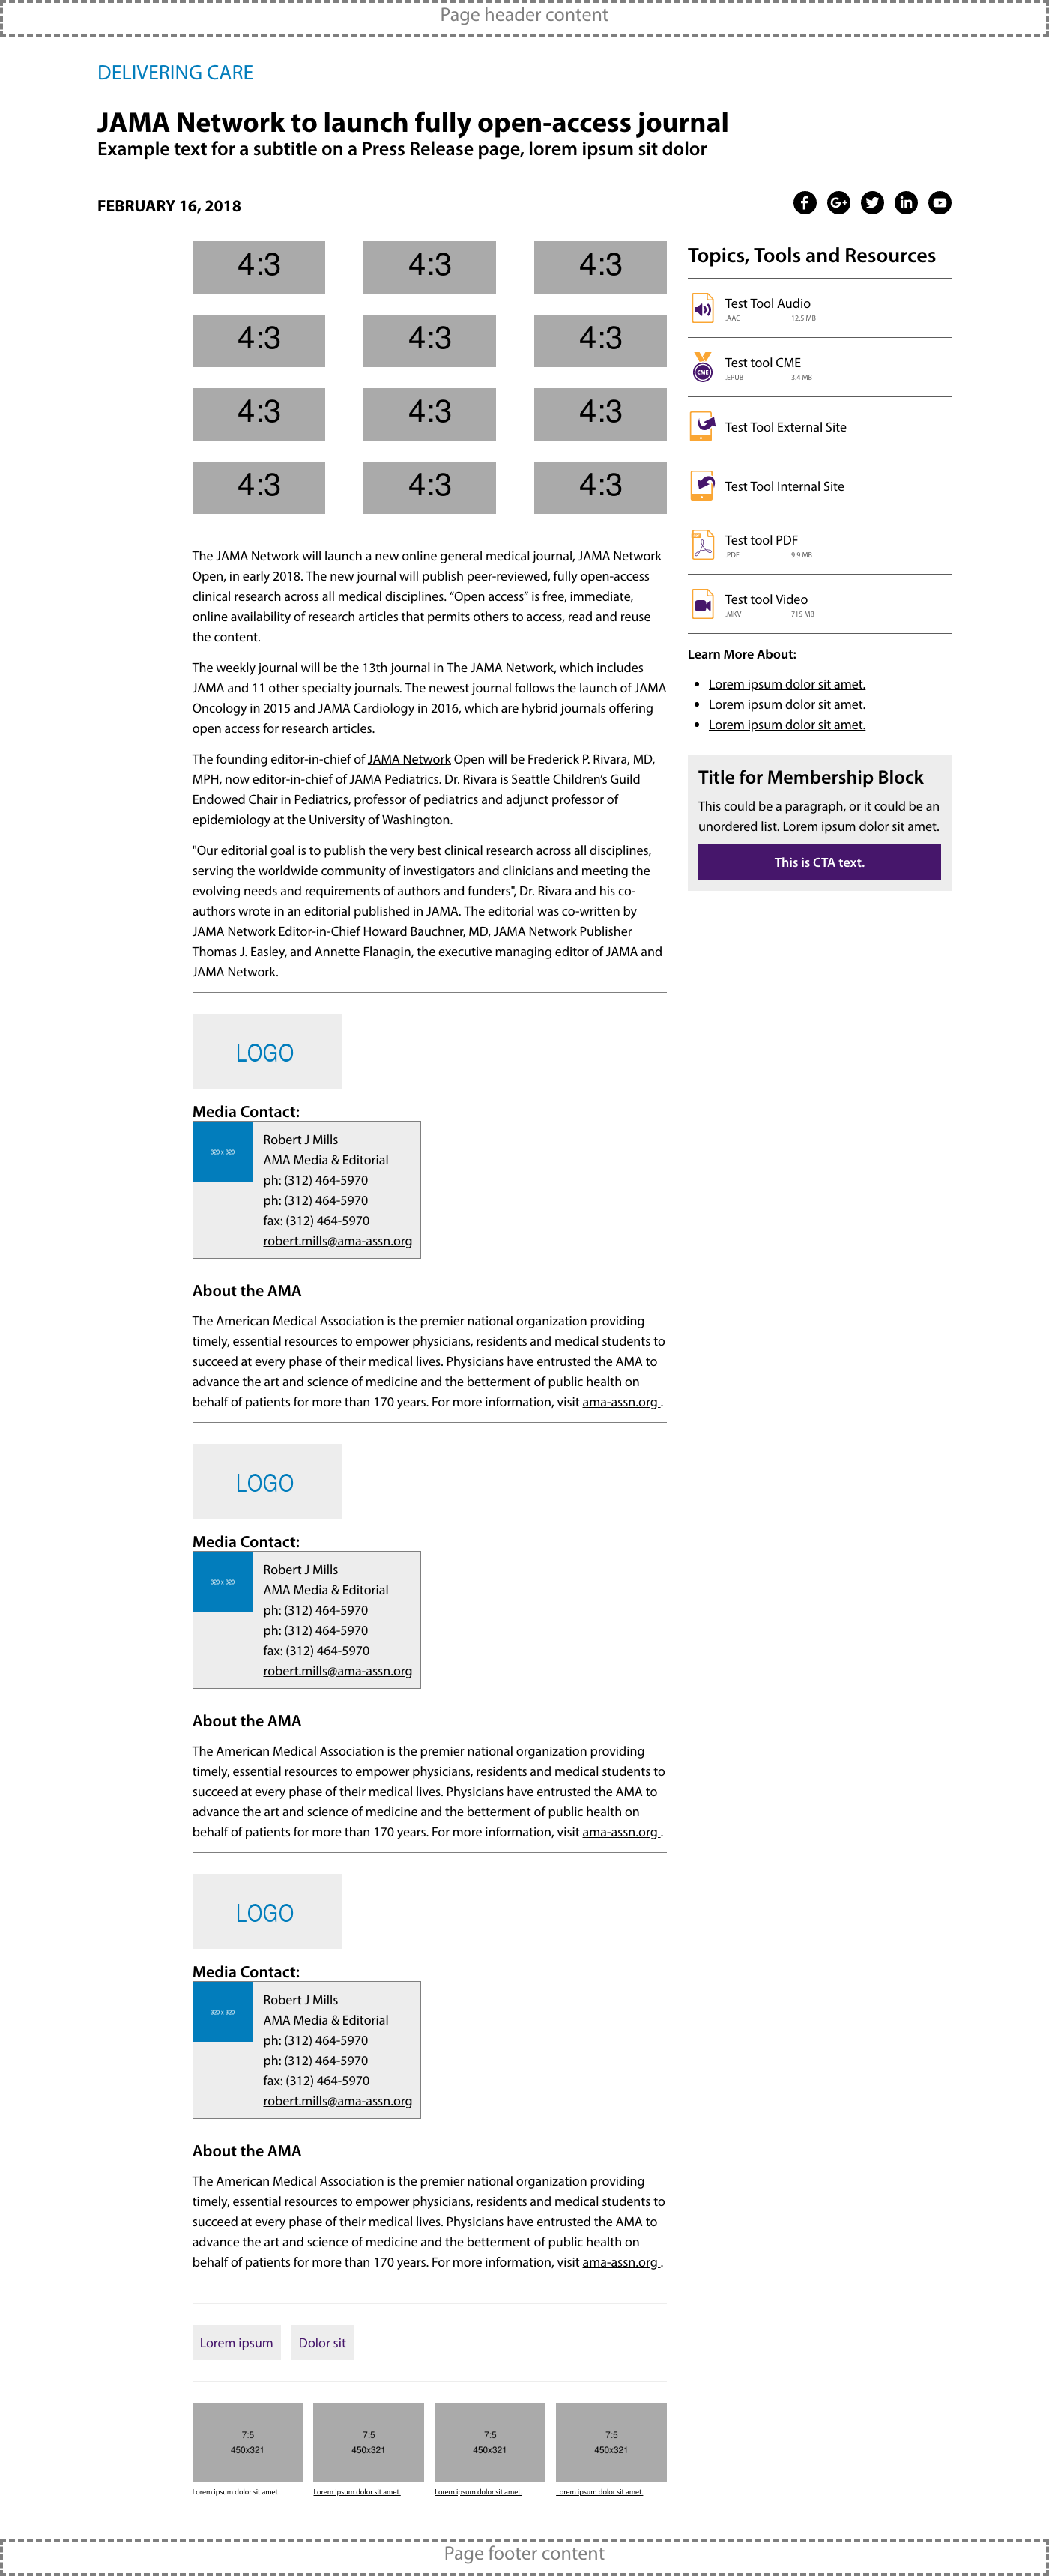 Page header content
DELIVERING CARE
JAMA Network to launch fully open-access journal
Example text for a subtitle on a Press Release page, lorem ipsum sit dolor
FEBRUARY 16, 2018
4:3 4:3 4:3
4:3 4:3 4:3
4:3 4:3 4:3
4:3 4:3 4:3
The JAMA Network will launch a new online general medical journal, JAMA Network
Open, in early 2018. The new journal will publish peer-reviewed, fully open-access
clinical research across all medical disciplines. “Open access” is free, immediate,
online availability of research articles that permits others to access, read and reuse
the content.
The weekly journal will be the 13th journal in The JAMA Network, which includes
JAMA and 11 other specialty journals. The newest journal follows the launch of JAMA
Oncology in 2015 and JAMA Cardiology in 2016, which are hybrid journals offering
open access for research articles.
The founding editor-in-chief of JAMA Network Open will be Frederick P. Rivara, MD,
MPH, now editor-in-chief of JAMA Pediatrics. Dr. Rivara is Seattle Children’s Guild
Endowed Chair in Pediatrics, professor of pediatrics and adjunct professor of
epidemiology at the University of Washington.
"Our editorial goal is to publish the very best clinical research across all disciplines,
serving the worldwide community of investigators and clinicians and meeting the
evolving needs and requirements of authors and funders", Dr. Rivara and his co-
authors wrote in an editorial published in JAMA. The editorial was co-written by
JAMA Network Editor-in-Chief Howard Bauchner, MD, JAMA Network Publisher
Thomas J. Easley, and Annette Flanagin, the executive managing editor of JAMA and
JAMA Network.
LOGO
Media Contact:
320 x 320
Robert J Mills
AMA Media & Editorial
ph: (312) 464-5970
ph: (312) 464-5970
fax: (312) 464-5970
robert.mills@ama-assn.org
About the AMA
The American Medical Association is the premier national organization providing
timely, essential resources to empower physicians, residents and medical students to
succeed at every phase of their medical lives. Physicians have entrusted the AMA to
advance the art and science of medicine and the betterment of public health on
behalf of patients for more than 170 years. For more information, visit ama-assn.org .
LOGO
Media Contact:
320 x 320
Robert J Mills
AMA Media & Editorial
ph: (312) 464-5970
ph: (312) 464-5970
fax: (312) 464-5970
robert.mills@ama-assn.org
About the AMA
The American Medical Association is the premier national organization providing
timely, essential resources to empower physicians, residents and medical students to
succeed at every phase of their medical lives. Physicians have entrusted the AMA to
advance the art and science of medicine and the betterment of public health on
behalf of patients for more than 170 years. For more information, visit ama-assn.org .
LOGO
Media Contact:
320 x 320
Robert J Mills
AMA Media & Editorial
ph: (312) 464-5970
ph: (312) 464-5970
fax: (312) 464-5970
robert.mills@ama-assn.org
About the AMA
The American Medical Association is the premier national organization providing
timely, essential resources to empower physicians, residents and medical students to
succeed at every phase of their medical lives. Physicians have entrusted the AMA to
advance the art and science of medicine and the betterment of public health on
behalf of patients for more than 170 years. For more information, visit ama-assn.org .
Lorem ipsum Dolor sit
7:5 7:5 7:5 7:5
450x321 450x321 450x321 450x321
Lorem ipsum dolor sit amet. Lorem ipsum dolor sit amet. Lorem ipsum dolor sit amet. Lorem ipsum dolor sit amet.
Topics, Tools and Resources
Test Tool Audio
.AAC 12.5 MB
CME
Test tool CME
.EPUB 3.4 MB
Test Tool External Site
Test Tool Internal Site
Test tool PDF
.PDF 9.9 MB
Test tool Video
.MKV 715 MB
Learn More About:
Lorem ipsum dolor sit amet.
Lorem ipsum dolor sit amet.
Lorem ipsum dolor sit amet.
Title for Membership Block
This could be a paragraph, or it could be an
unordered list. Lorem ipsum dolor sit amet.
This is CTA text.
Page footer content